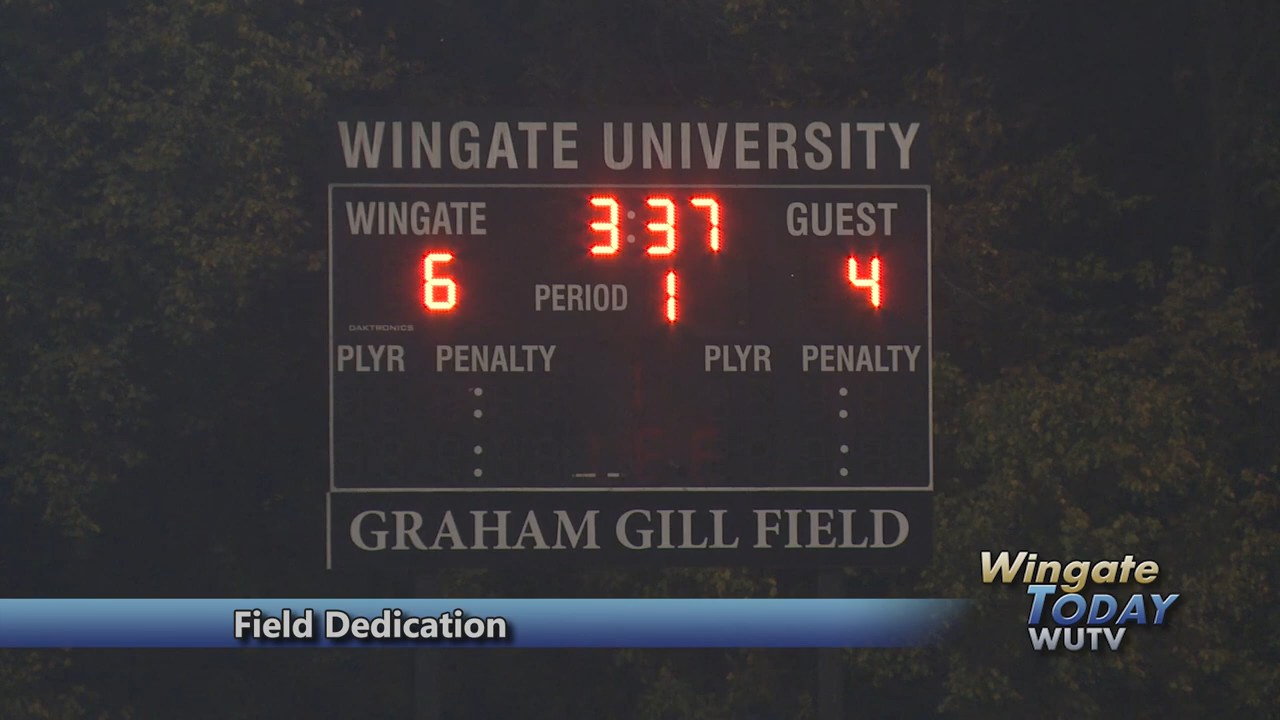 WINGATE UNIVERSITY
WINGATE 3:37 GUEST
6 PERIOD 1 4
DAKTRONICS
PLYR PENALTY PLYR PENALTY
GRAHAM GILL FIELD
Wingate
TODAY
Field Dedication
WUTV